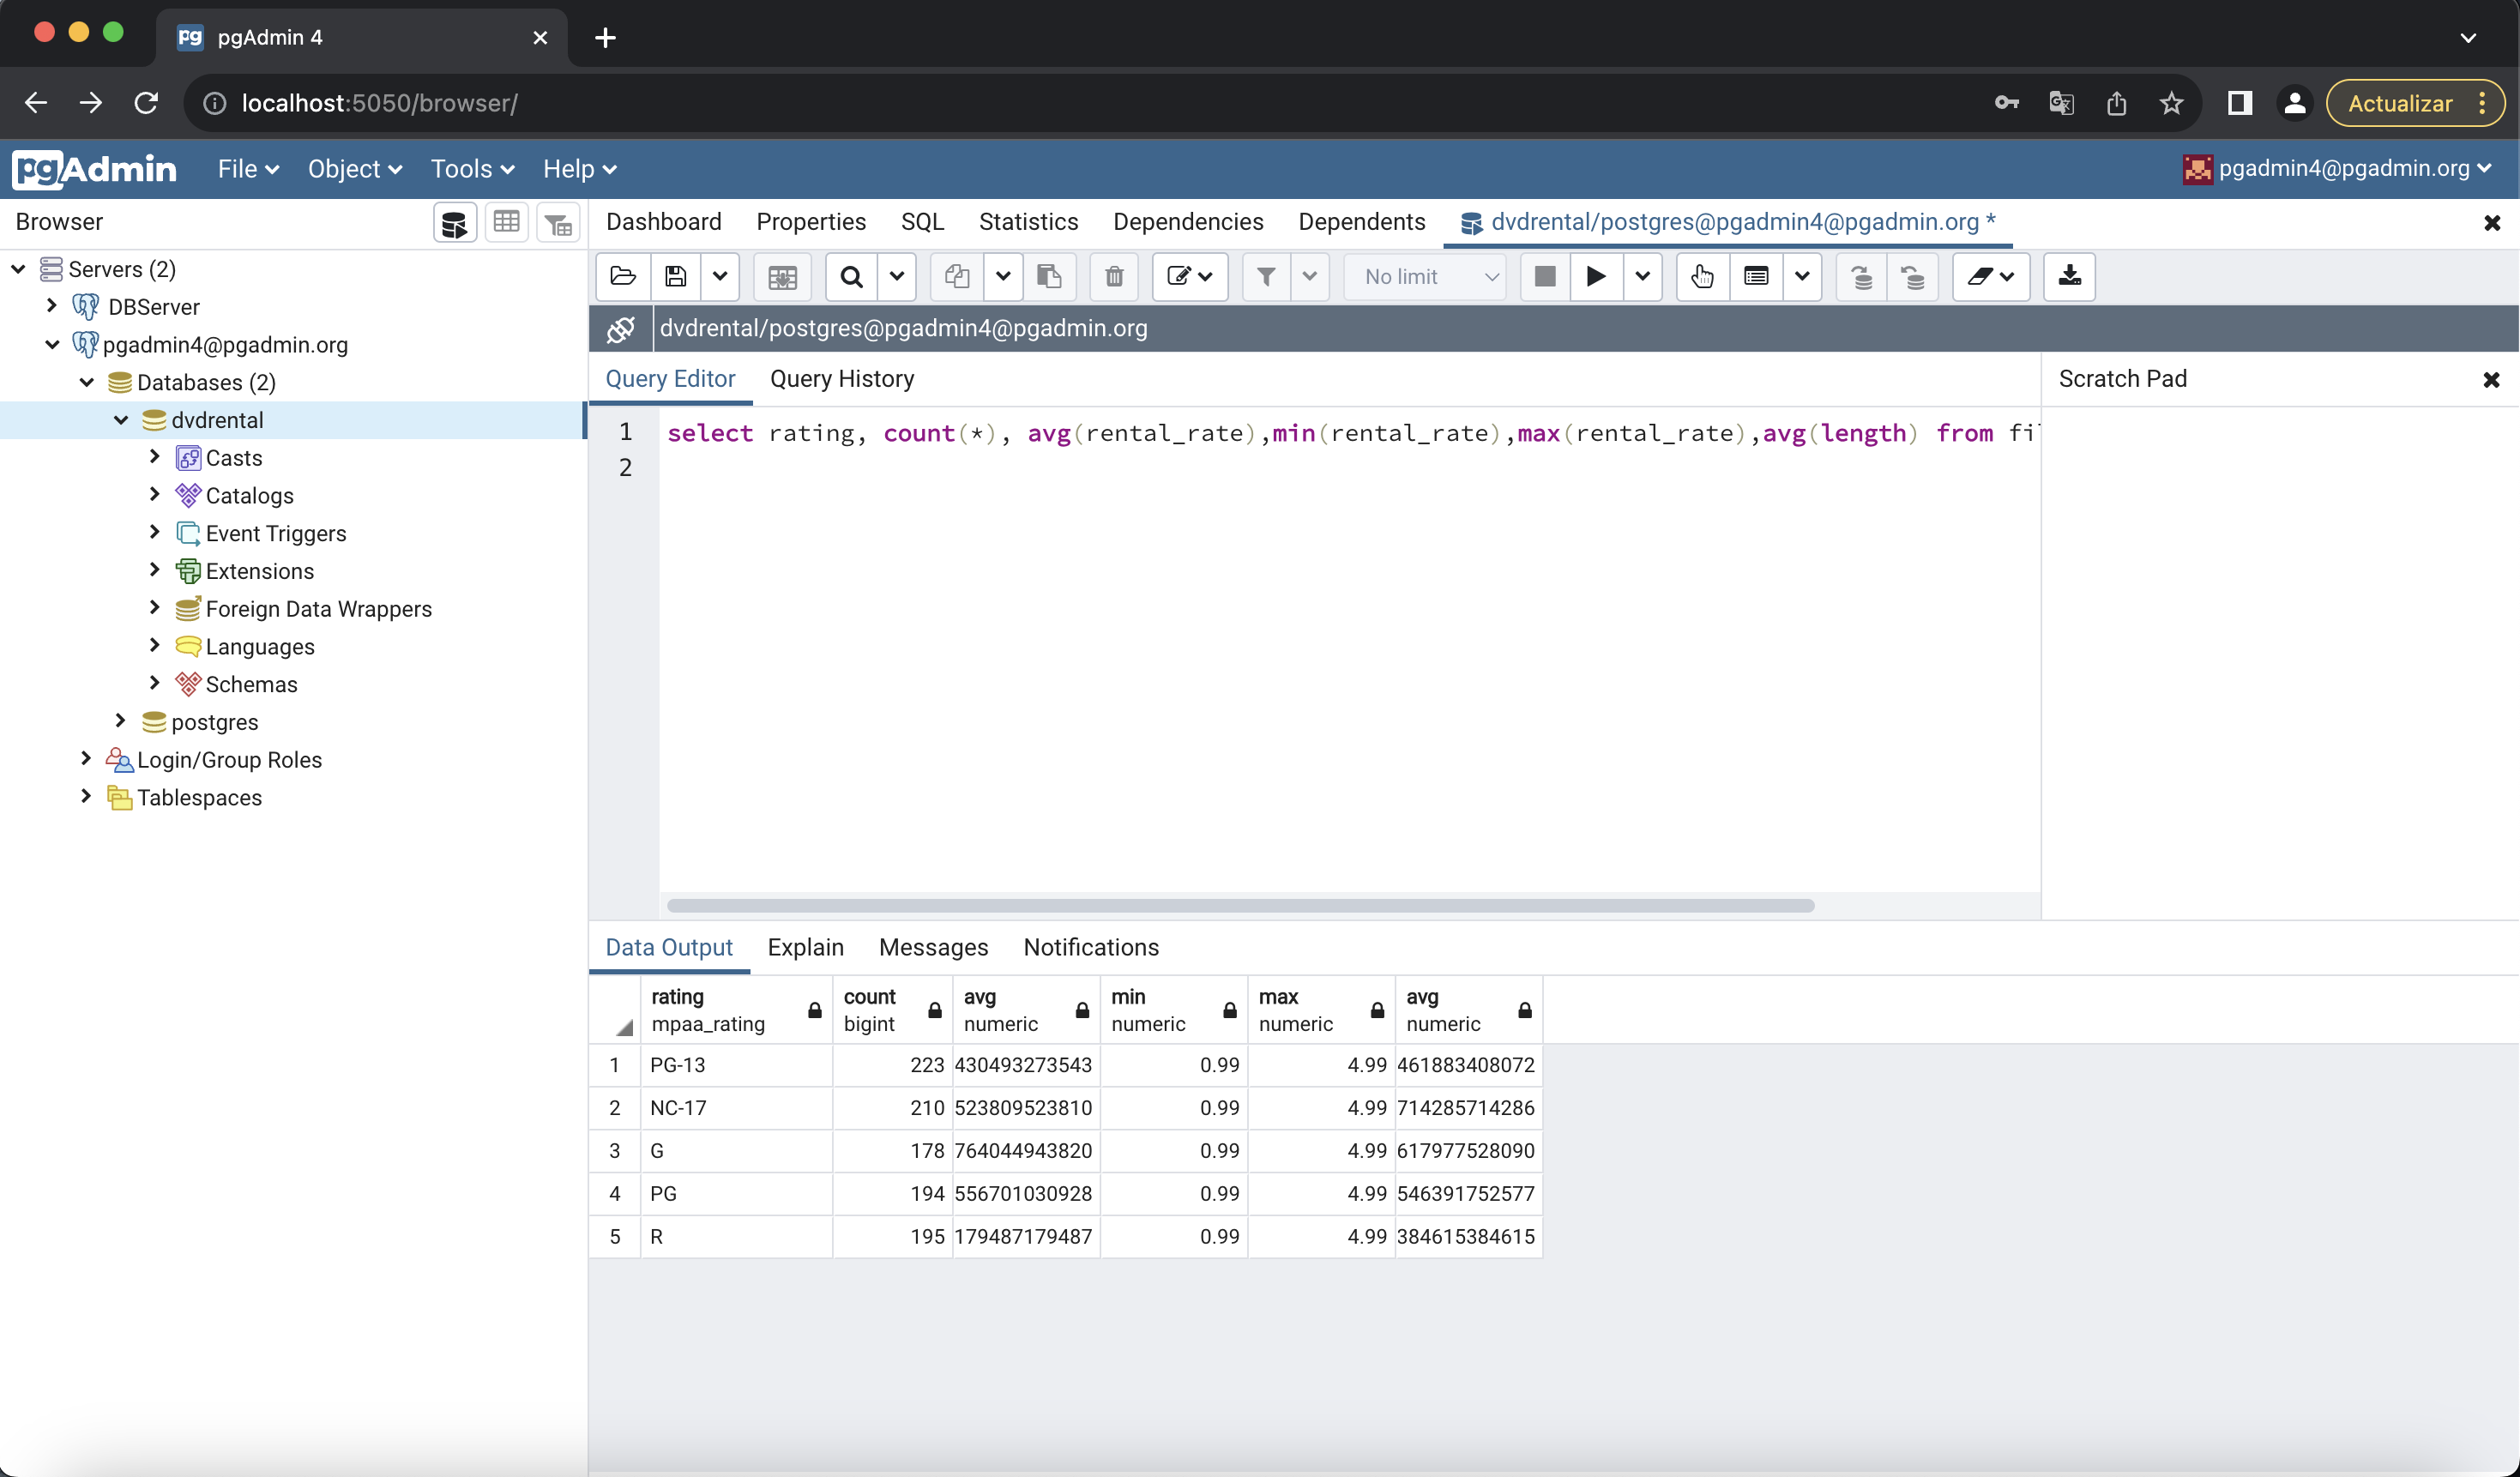 pgAdmin 4
localhost:5050/browser/
Actualizar
pgAdmin File Object Tools Help pgadmin4@pgadmin.org
Browser
Dashboard Properties SQL Statistics Dependencies Dependents dvdrental/postgres@pgadmin4@pgadmin.org *
No limit
Servers (2)
DBServer
pgadmin4@pgadmin.org
Databases (2)
dvdrental
Casts
Catalogs
Event Triggers
Extensions
Foreign Data Wrappers
Languages
Schemas
postgres
Login/Group Roles
Tablespaces
dvdrental/postgres@pgadmin4@pgadmin.org
Query Editor Query History
Scratch Pad
1 select rating, count(*), avg(rental_rate),min(rental_rate),max(rental_rate),avg(length) from
2
Data Output Explain Messages Notifications
rating count avg min max avg
mpaa_rating bigint numeric numeric numeric numeric
1 PG-13 223 430493273543 0.99 4.99 461883408072
2 NC-17 210 523809523810 0.99 4.99 714285714286
3 G 178 764044943820 0.99 4.99 617977528090
4 PG 194 556701030928 0.99 4.99 546391752577
5 R 195 179487179487 0.99 4.99 384615384615